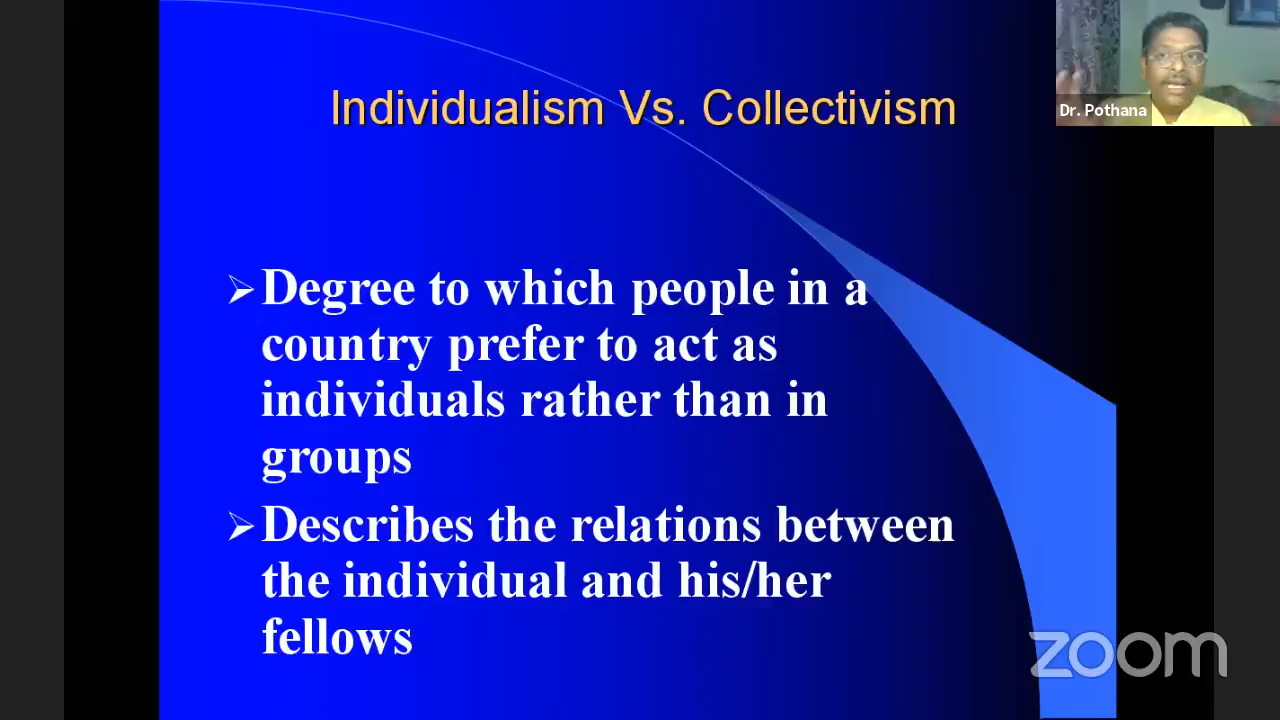 Individualism Vs. Collectivism
Dr. Pothana
➢Degree to which people in a
country prefer to act as
individuals rather than in
groups
➢Describes the relations between
the individual and his/her
fellows
zoom